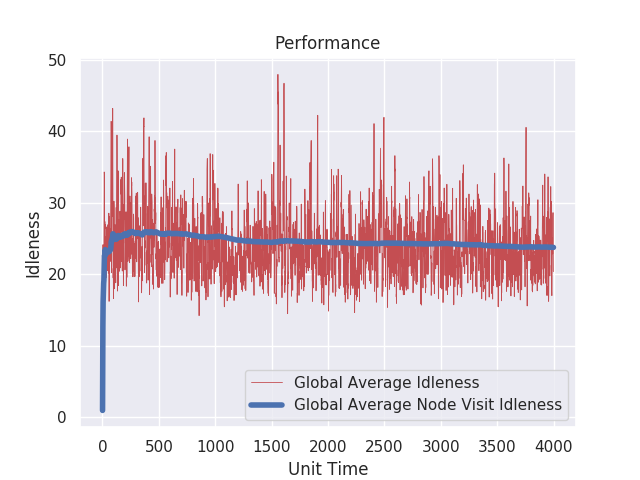 Performance
50
40
30
20
10
0
Idleness
Global Average Idleness
Global Average Node Visit Idleness
0 500 1000 1500 2000 2500 3000 3500 4000
Unit Time